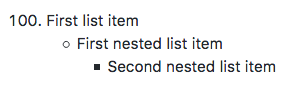 100. First list item
○ First nested list item
■ Second nested list item